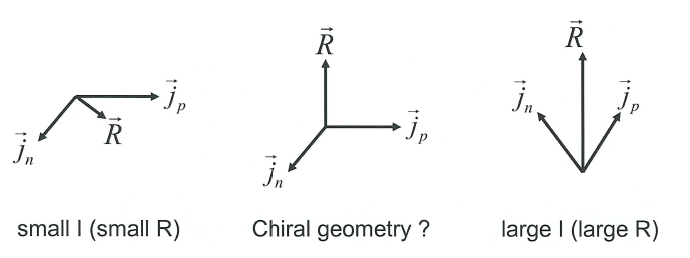 R⃗
j⃗n
j⃗p
R⃗
j⃗p
j⃗n
R⃗
j⃗p
R⃗
j⃗n
small I (small R)
Chiral geometry ?
large I (large R)